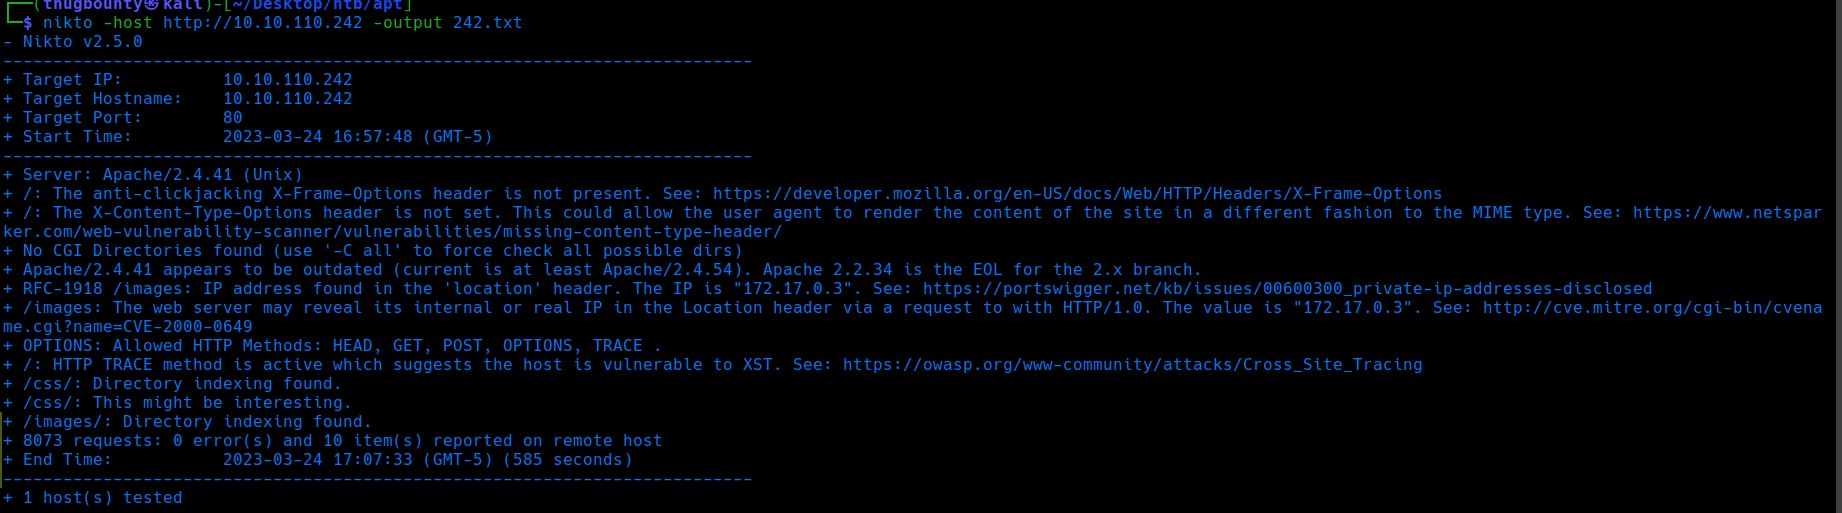 (thugbounty㉿kali)-[~/Desktop/htb/apt]
$ nikto -host http://10.10.110.242 -output 242.txt
- Nikto v2.5.0
---------------------------------------------------------------------------
+ Target IP:          10.10.110.242
+ Target Hostname:    10.10.110.242
+ Target Port:        80
+ Start Time:         2023-03-24 16:57:48 (GMT-5)
---------------------------------------------------------------------------
+ Server: Apache/2.4.41 (Unix)
+ /: The anti-clickjacking X-Frame-Options header is not present. See: https://developer.mozilla.org/en-US/docs/Web/HTTP/Headers/X-Frame-Options
+ /: The X-Content-Type-Options header is not set. This could allow the user agent to render the content of the site in a different fashion to the MIME type. See: https://www.netspar
ker.com/web-vulnerability-scanner/vulnerabilities/missing-content-type-header/
+ No CGI Directories found (use '-C all' to force check all possible dirs)
+ Apache/2.4.41 appears to be outdated (current is at least Apache/2.4.54). Apache 2.2.34 is the EOL for the 2.x branch.
+ RFC-1918 /images: IP address found in the 'location' header. The IP is "172.17.0.3". See: https://portswigger.net/kb/issues/00600300_private-ip-addresses-disclosed
+ /images: The web server may reveal its internal or real IP in the Location header via a request to with HTTP/1.0. The value is "172.17.0.3". See: http://cve.mitre.org/cgi-bin/cvena
me.cgi?name=CVE-2000-0649
+ OPTIONS: Allowed HTTP Methods: HEAD, GET, POST, OPTIONS, TRACE .
+ /: HTTP TRACE method is active which suggests the host is vulnerable to XST. See: https://owasp.org/www-community/attacks/Cross_Site_Tracing
+ /css/: Directory indexing found.
+ /css/: This might be interesting.
+ /images/: Directory indexing found.
+ 8073 requests: 0 error(s) and 10 item(s) reported on remote host
+ End Time:           2023-03-24 17:07:33 (GMT-5) (585 seconds)
---------------------------------------------------------------------------
+ 1 host(s) tested